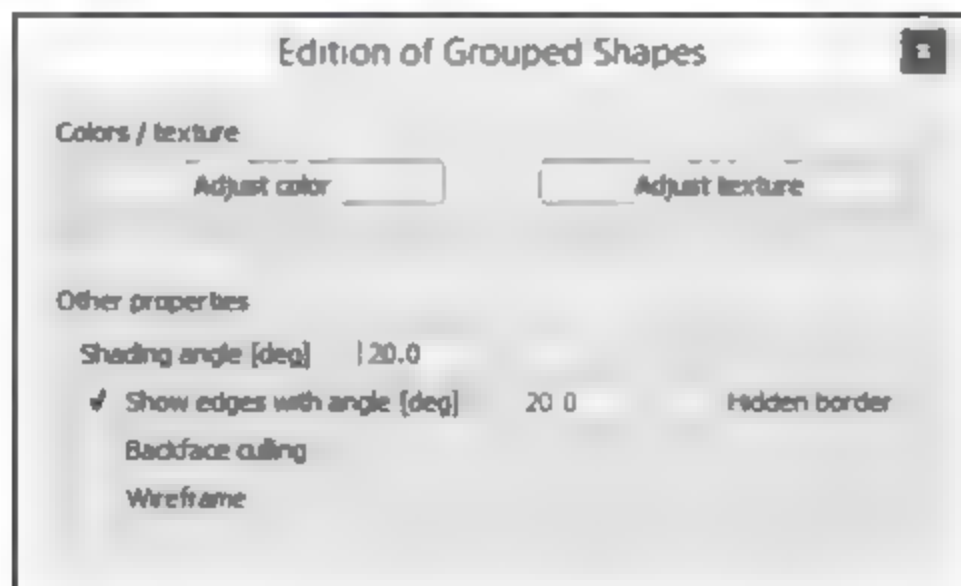 Edition of Grouped Shapes
Colors / texture
Adjust color Adjust texture
Other properties
Shading angle [deg] 20.0
Show edges with angle [deg] 20.0 Hidden border
Backface culling
Wireframe